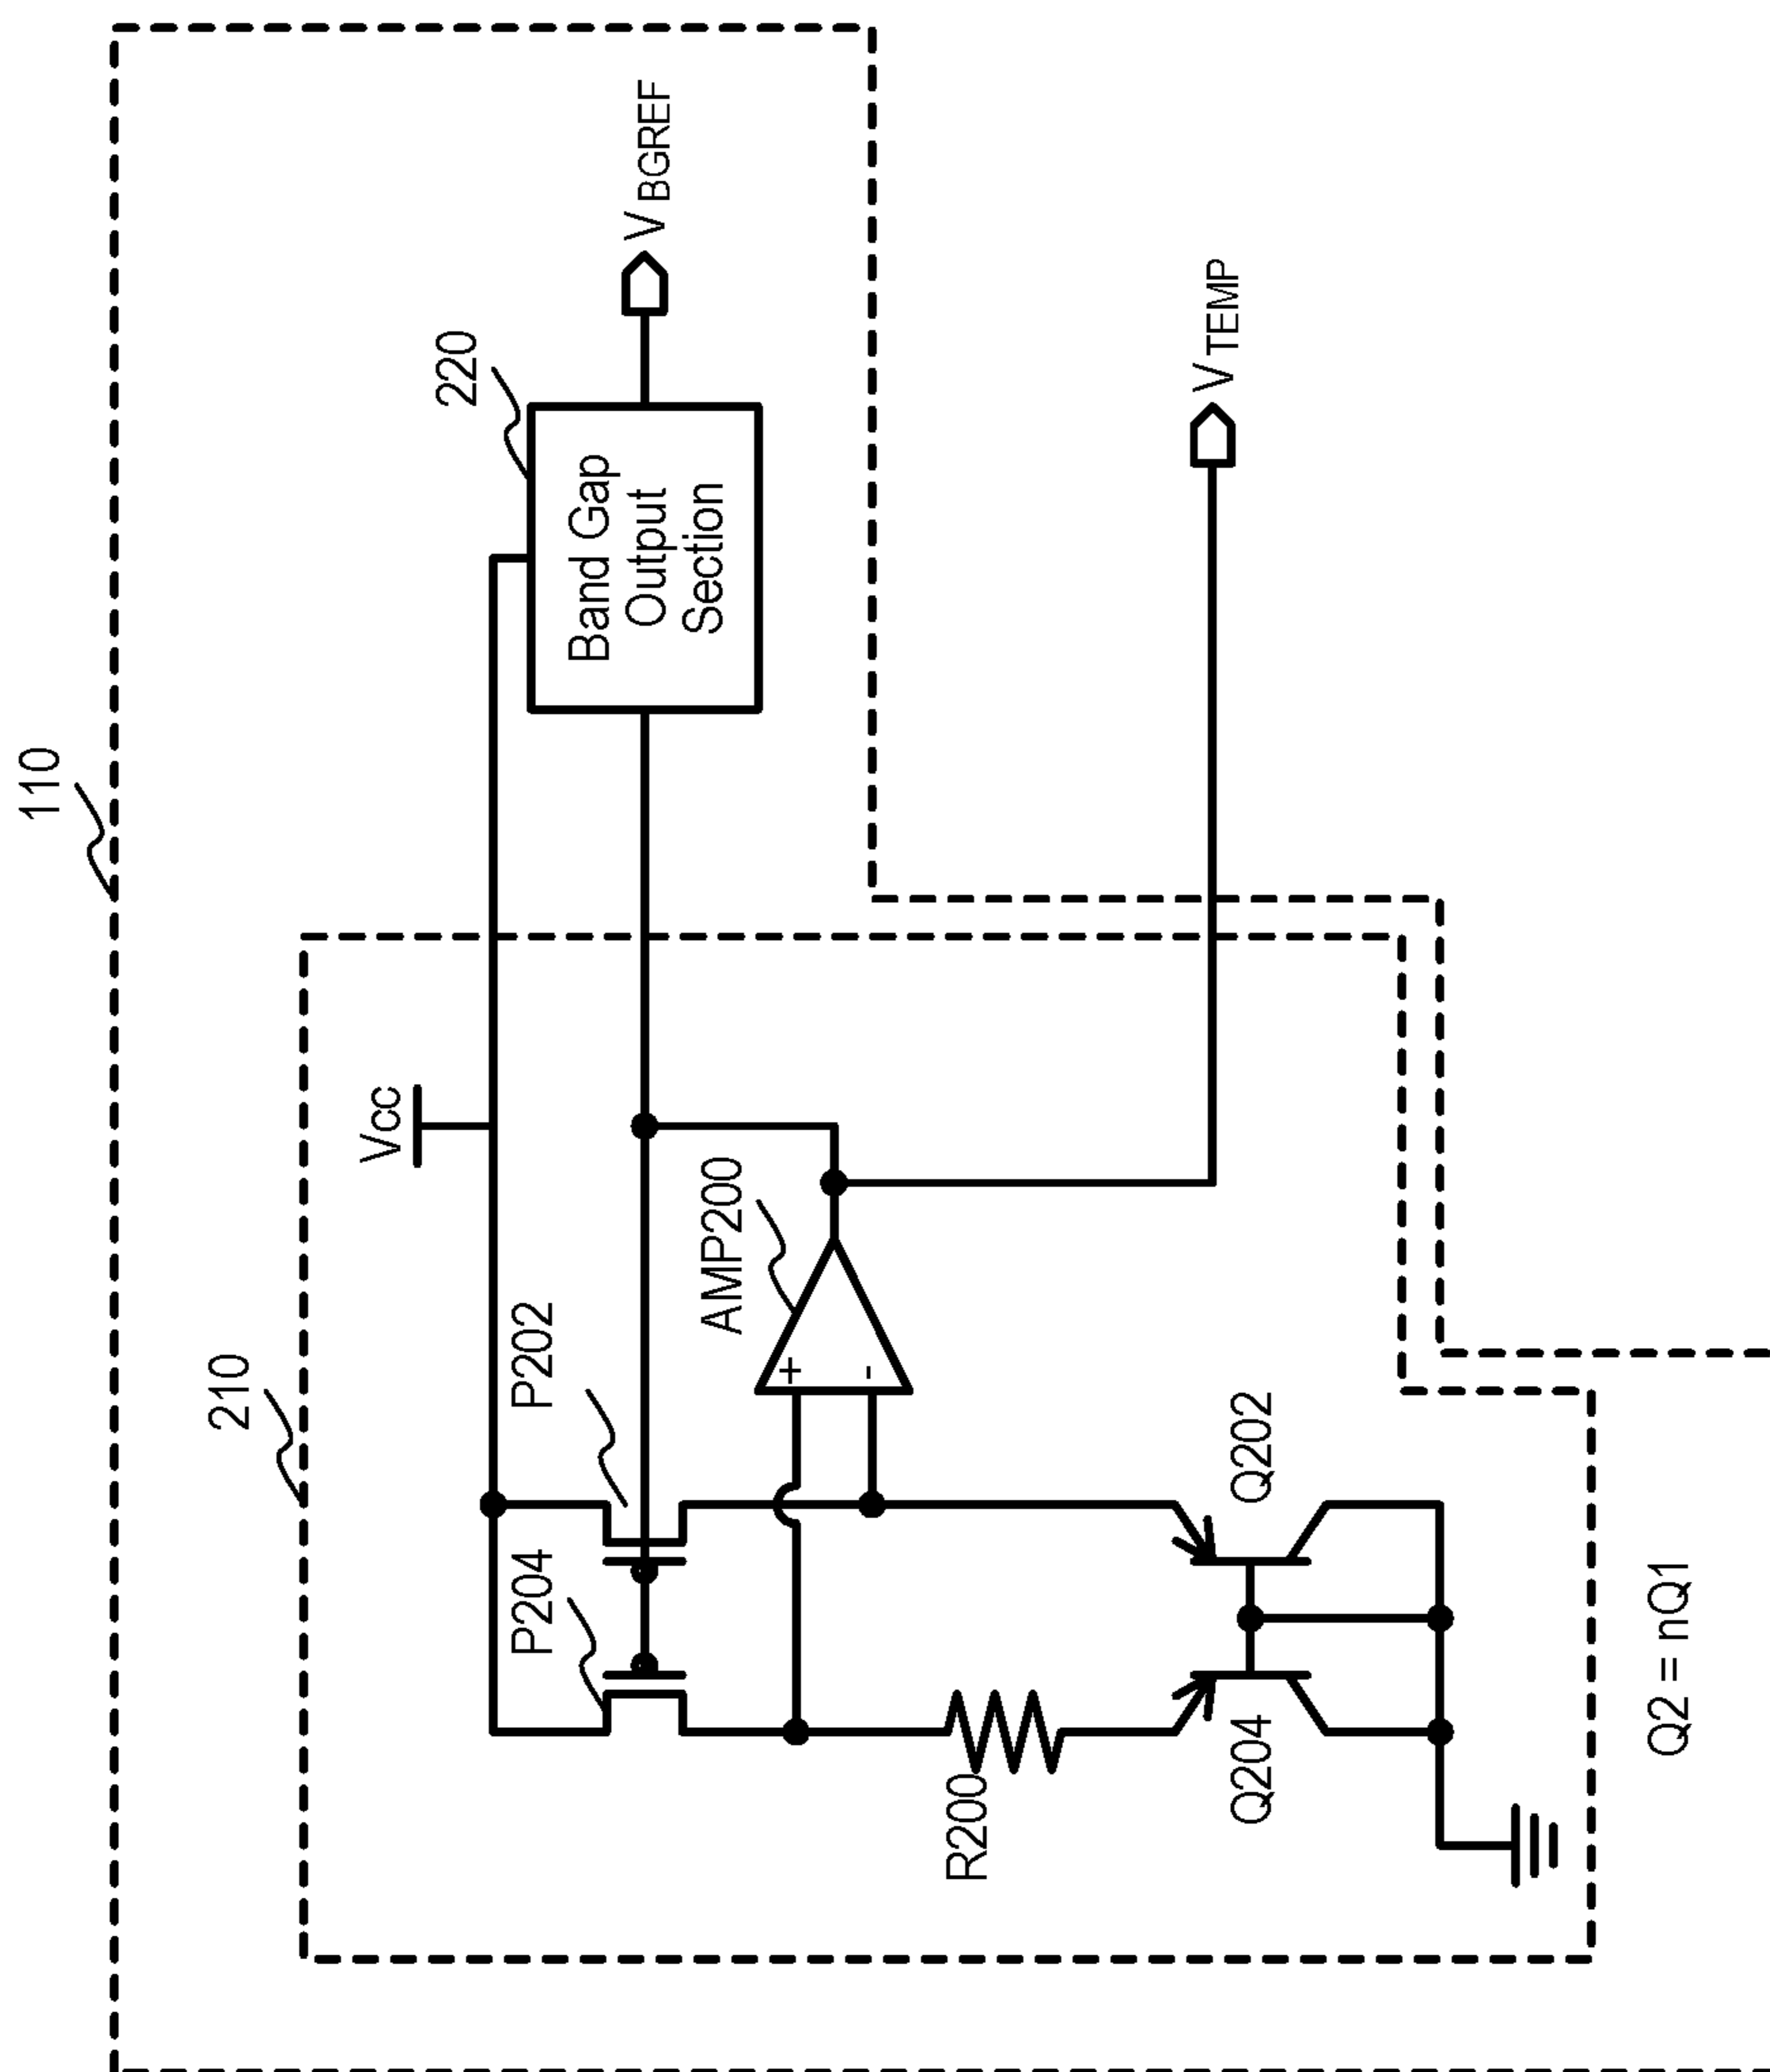 110
210
Vcc
220
Band Gap
Output
Section
VBGREF
P204
P202
AMP200
+
-
VTEMP
R200
Q204
Q202
Q2 = nQ1